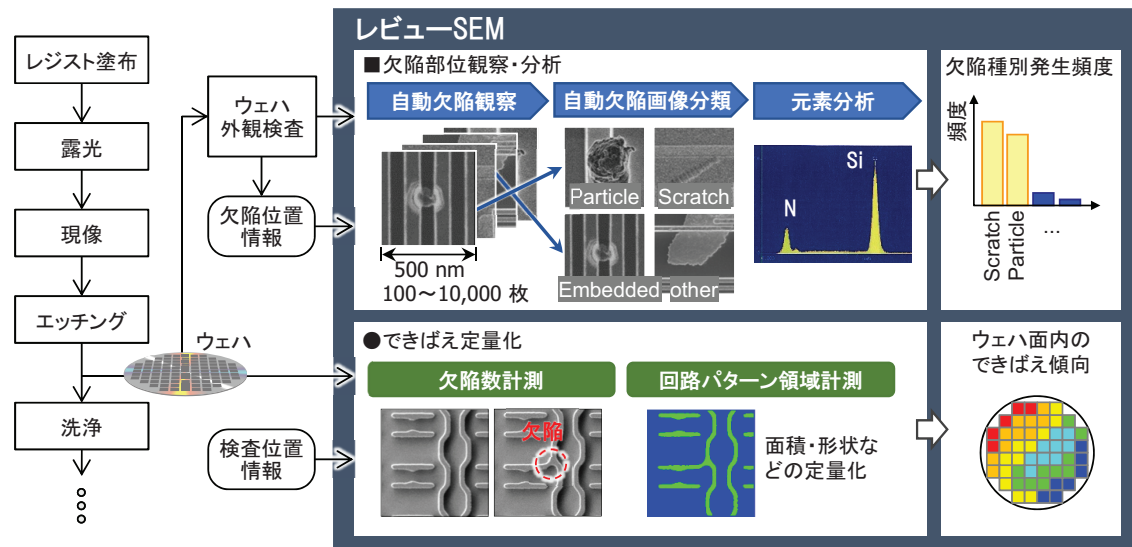 レジスト塗布
露光
現像
エッチング
洗浄
ウェハ
外観検査
欠陥位置
情報
ウェハ
検査位置
情報
レビューSEM
■欠陥部位観察・分析
自動欠陥観察
自動欠陥画像分類
元素分析
Particle
Scratch
Embedded
other
500 nm
100～10,000 枚
N
Si
欠陥種別発生頻度
頻度
Scratch
Particle
…
●できばえ定量化
欠陥数計測
回路パターン領域計測
欠陥
面積・形状な
どの定量化
ウェハ面内の
できばえ傾向